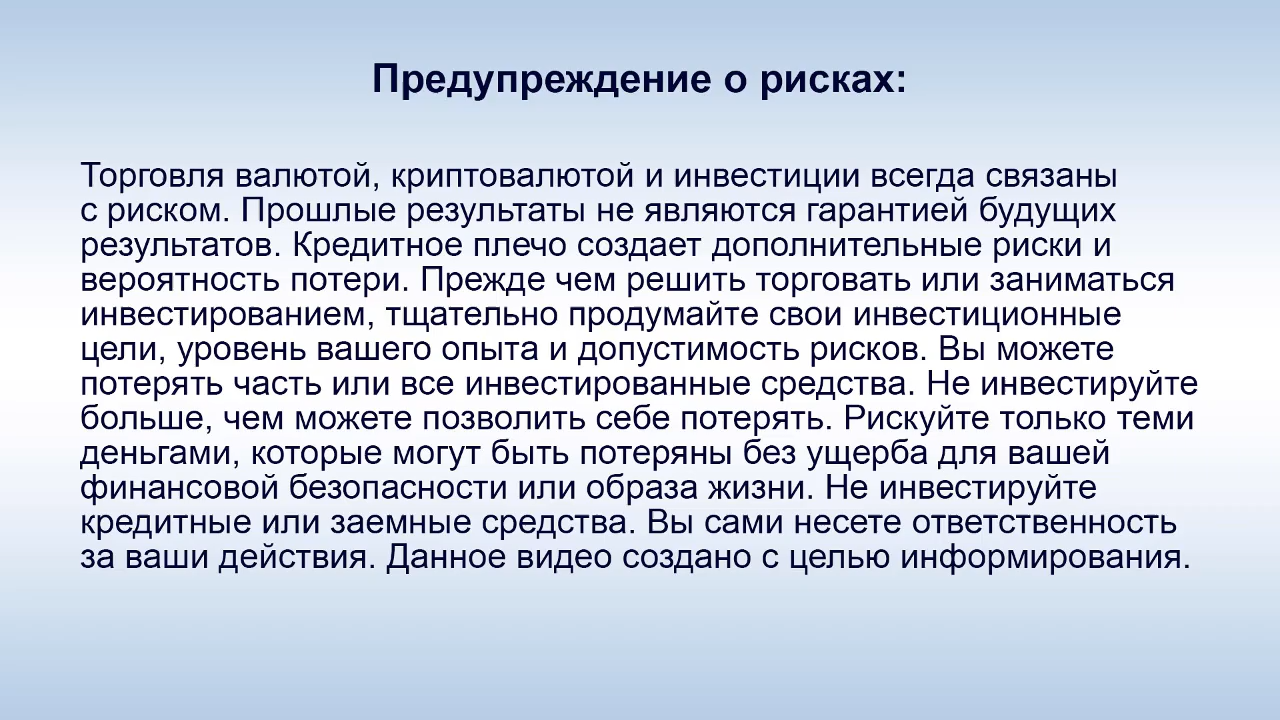 Предупреждение о рисках:
Торговля валютой, криптовалютой и инвестиции всегда связаны
с риском. Прошлые результаты не являются гарантией будущих
результатов. Кредитное плечо создает дополнительные риски и
вероятность потери. Прежде чем решить торговать или заниматься
инвестированием, тщательно продумайте свои инвестиционные
цели, уровень вашего опыта и допустимость рисков. Вы можете
потерять часть или все инвестированные средства. Не инвестируйте
больше, чем можете позволить себе потерять. Рискуйте только теми
деньгами, которые могут быть потеряны без ущерба для вашей
финансовой безопасности или образа жизни. Не инвестируйте
кредитные или заемные средства. Вы сами несете ответственность
за ваши действия. Данное видео создано с целью информирования.